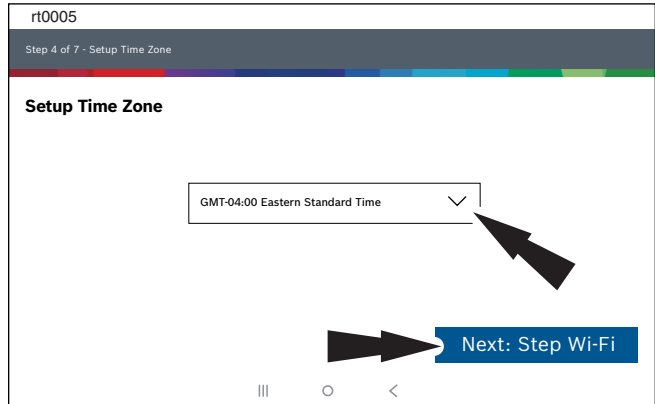 rt0005
Step 4 of 7 - Setup Time Zone
Setup Time Zone
GMT-04:00 Eastern Standard Time
Next: Step Wi-Fi